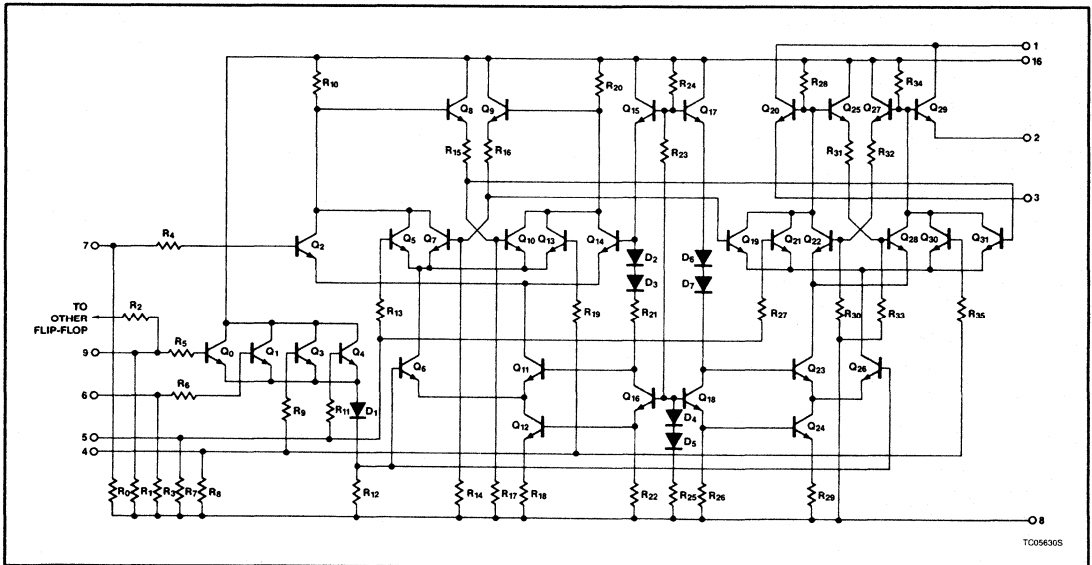 1
16
R10
R20
R24
R28
R34
Q8
Q9
Q15
Q17
Q20
Q25
Q27
Q29
2
R15
R16
R23
R31
R32
3
7
R4
Q2
Q5
Q7
Q10
Q13
Q14
D2
D6
Q19
Q21
Q22
Q28
Q30
Q31
D3
D7
TO
OTHER
FLIP-FLOP
R2
R13
R19
R21
R27
R30
R33
R35
9
R5
Q0
Q1
Q3
Q4
Q6
Q11
Q23
Q26
6
R6
R9
R11
D1
Q16
Q18
D4
Q12
D5
Q24
5
4
R0
R1
R3
R7
R8
R12
R14
R17
R18
R22
R25
R26
R29
8
TC05630S